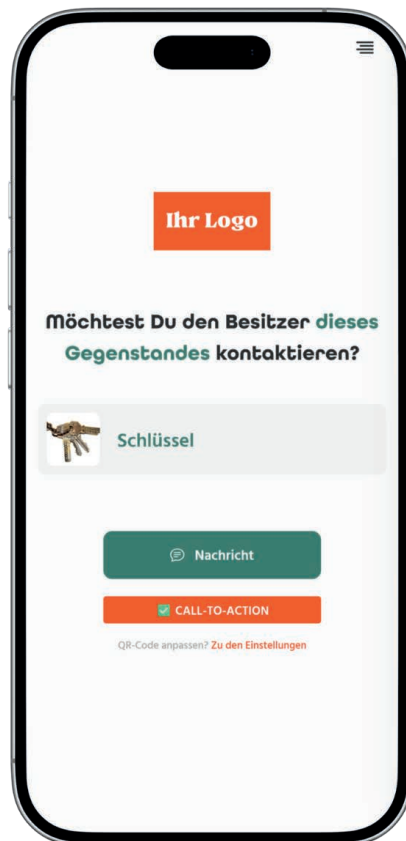 Ihr Logo
Möchtest Du den Besitzer dieses
Gegenstandes kontaktieren?
Schlüssel
Nachricht
✅ CALL-TO-ACTION
QR-Code anpassen? Zu den Einstellungen